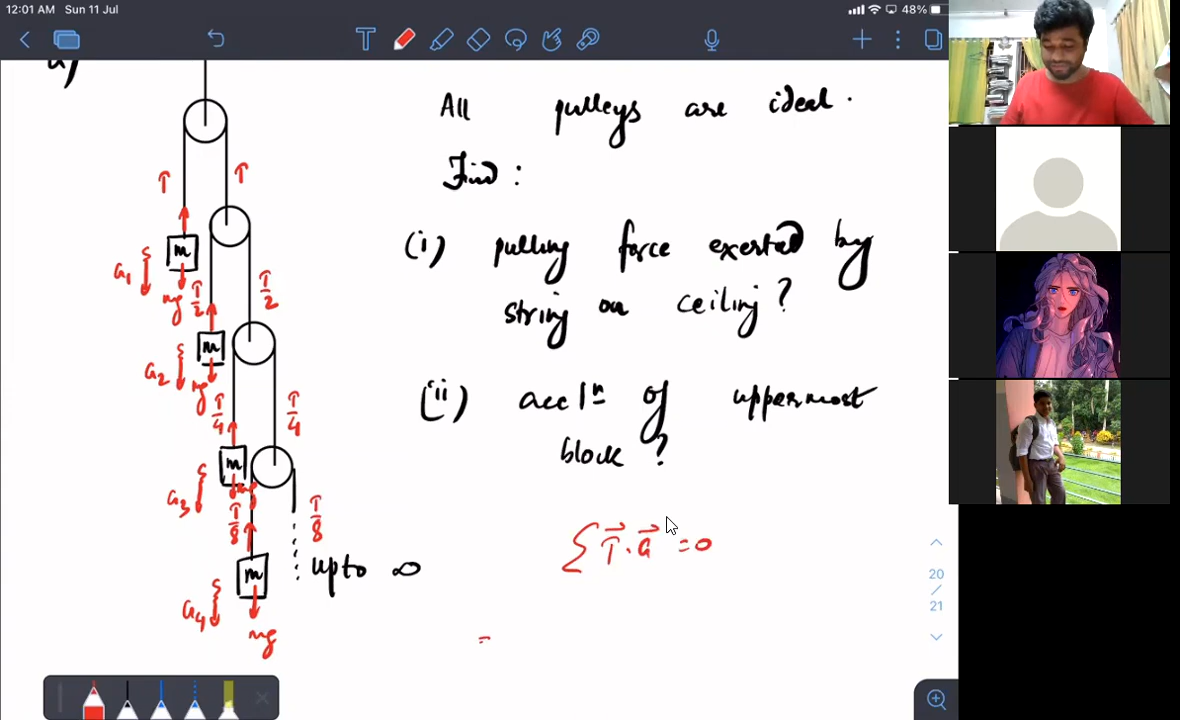 12:01 AM Sun 11 Jul
48%
a)
All pulleys are ideal.
Find:
(i) pulling force exerted by
string on ceiling?
(ii) accln of uppermost
block?
T T
m
a1
mg
T/2 T/2
m
a2
mg
T/4 T/4
m
a3
mg
T/8 T/8
m
upto ∞
a4
mg
Σ T⃗ · a⃗ = 0
=
20
/
21